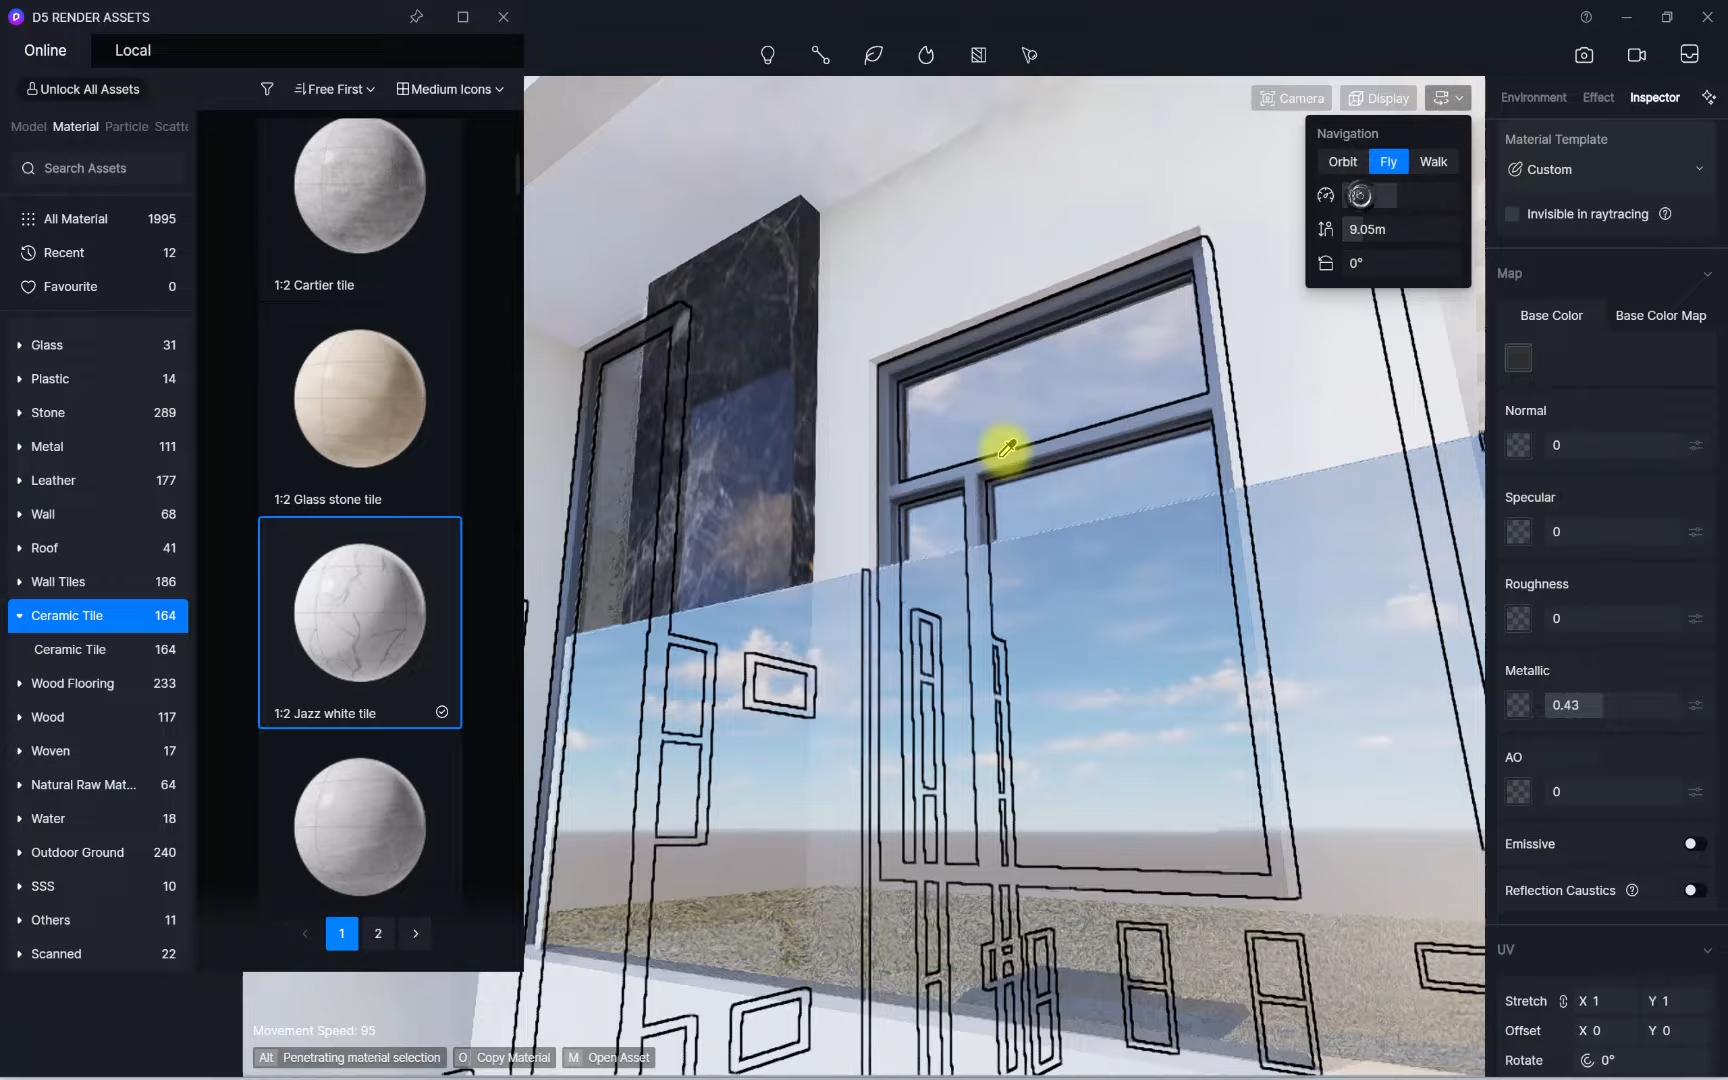 D5 RENDER ASSETS
Online
Local
Unlock All Assets
Free First
Medium Icons
Model Material Particle Scatte
Search Assets
All Material 1995
Recent 12
Favourite 0
Glass 31
Plastic 14
Stone 289
Metal 111
Leather 177
Wall 68
Roof 41
Wall Tiles 186
Ceramic Tile 164
Ceramic Tile 164
Wood Flooring 233
Wood 117
Woven 17
Natural Raw Mat... 64
Water 18
Outdoor Ground 240
SSS 10
Others 11
Scanned 22
1:2 Cartier tile
1:2 Glass stone tile
1:2 Jazz white tile
1 2
Camera
Display
Navigation
Orbit Fly Walk
9.05m
0°
Movement Speed: 95
Alt Penetrating material selection O Copy Material M Open Asset
Environment Effect Inspector
Material Template
Custom
Invisible in raytracing
Map
Base Color Base Color Map
Normal
0
Specular
0
Roughness
0
Metallic
0.43
AO
0
Emissive
Reflection Caustics
UV
Stretch X 1 Y 1
Offset X 0 Y 0
Rotate 0°